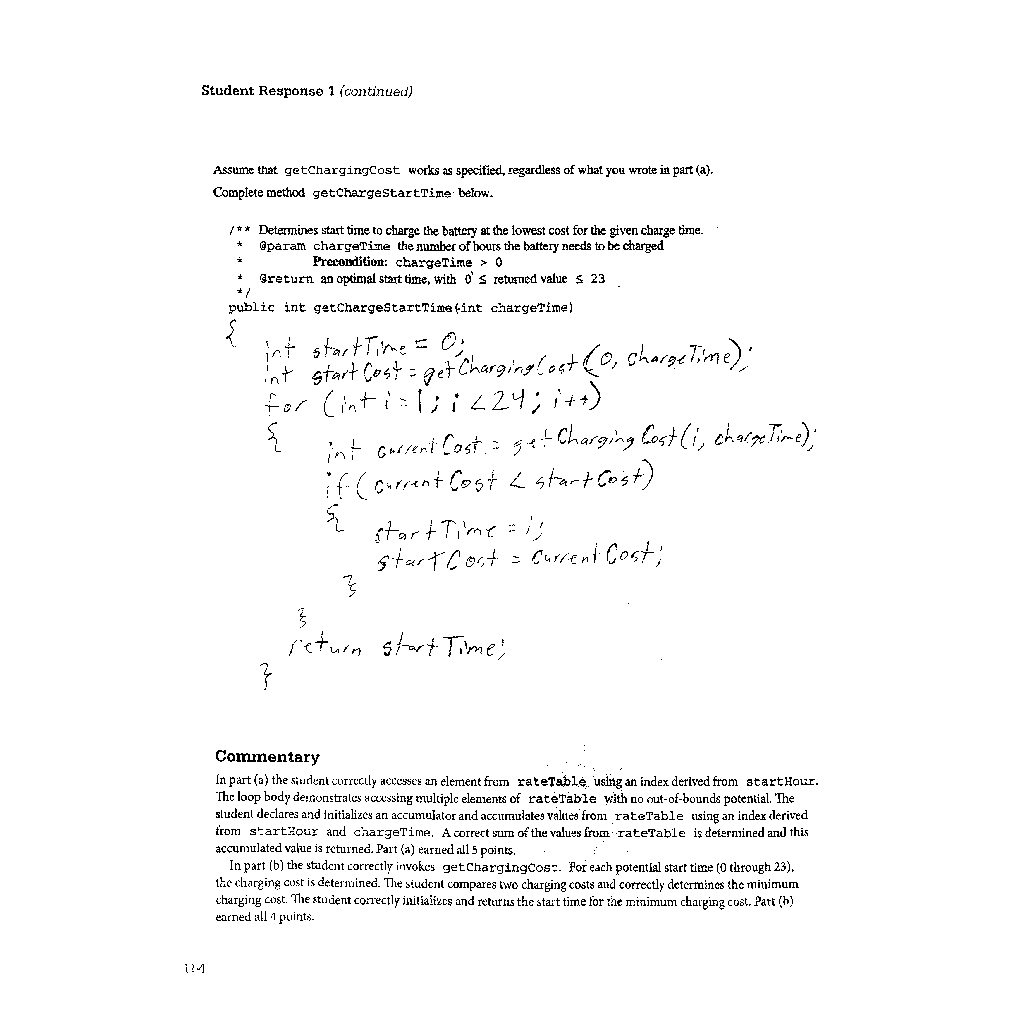 Student Response 1 (continued)
Assume that getChargingCost works as specified, regardless of what you wrote in part (a).
Complete method getChargeStartTime below.
/** Determines start time to charge the battery at the lowest cost for the given charge time.
* @param chargeTime the number of hours the battery needs to be charged
* Precondition: chargeTime > 0
* @return an optimal start time, with 0 ≤ returned value ≤ 23
*/
public int getChargeStartTime(int chargeTime)
{
int startTime = 0;
int startCost = getChargingCost(0, chargeTime);
for (int i = 1; i < 24; i++)
{
int currentCost = getChargingCost(i, chargeTime);
if (currentCost < startCost)
{
startTime = i;
startCost = currentCost;
}
}
return startTime;
}
Commentary
In part (a) the student correctly accesses an element from rateTable using an index derived from startHour.
The loop body demonstrates accessing multiple elements of rateTable with no out-of-bounds potential. The
student declares and initializes an accumulator and accumulates values from rateTable using an index derived
from startHour and chargeTime. A correct sum of the values from rateTable is determined and this
accumulated value is returned. Part (a) earned all 5 points.
In part (b) the student correctly invokes getChargingCost. For each potential start time (0 through 23),
the charging cost is determined. The student compares two charging costs and correctly determines the minimum
charging cost. The student correctly initializes and returns the start time for the minimum charging cost. Part (b)
earned all 4 points.